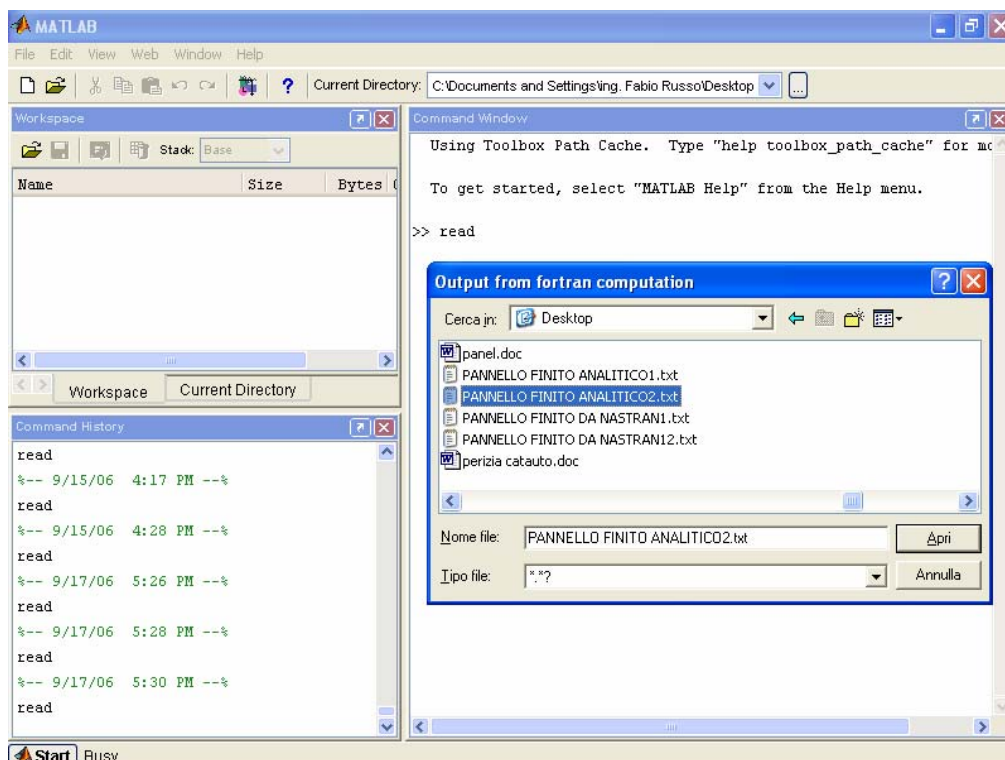 MATLAB
File Edit View Web Window Help
Current Directory: C:\Documents and Settings\ing. Fabio Russo\Desktop ...
Workspace
Stack: Base
Name Size Bytes
Workspace Current Directory
Command History
read
%-- 9/15/06 4:17 PM --%
read
%-- 9/15/06 4:28 PM --%
read
%-- 9/17/06 5:26 PM --%
read
%-- 9/17/06 5:28 PM --%
read
%-- 9/17/06 5:30 PM --%
read
Command Window
Using Toolbox Path Cache. Type "help toolbox_path_cache" for mo
To get started, select "MATLAB Help" from the Help menu.
>> read
Output from fortran computation
Cerca in: Desktop
panel.doc
PANNELLO FINITO ANALITICO1.txt
PANNELLO FINITO ANALITICO2.txt
PANNELLO FINITO DA NASTRAN1.txt
PANNELLO FINITO DA NASTRAN12.txt
perizia catauto.doc
Nome file: PANNELLO FINITO ANALITICO2.txt Apri
Tipo file: *.*? Annulla
Start Busy